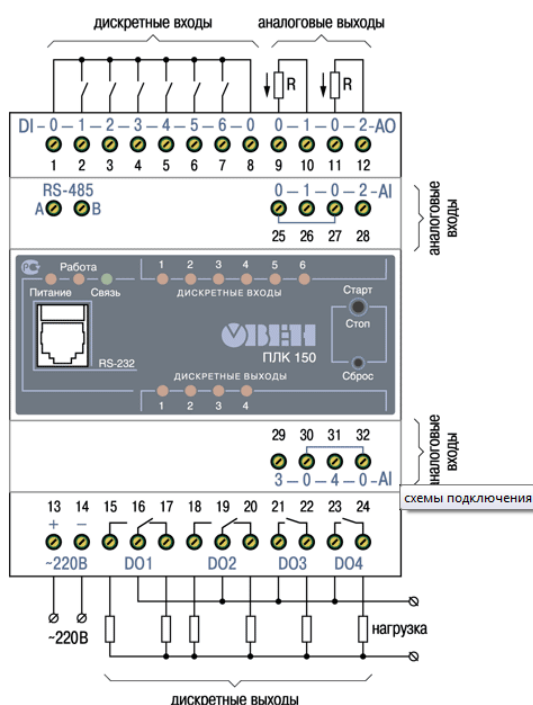 дискретные входы
аналоговые выходы
R
R
DI-0-1-2-3-4-5-6-0
0-1-0-2-AO
1 2 3 4 5 6 7 8 9 10 11 12
RS-485
A B
0-1-0-2-AI
25 26 27 28
аналоговые входы
РС
Работа
Питание
Связь
1 2 3 4 5 6
ДИСКРЕТНЫЕ ВХОДЫ
Старт
Стоп
ОВЕН
ПЛК 150
RS-232
Сброс
ДИСКРЕТНЫЕ ВЫХОДЫ
1 2 3 4
29 30 31 32
3-0-4-0-AI
аналоговые входы
схемы подключения
13 14 15 16 17 18 19 20 21 22 23 24
+ −
~220В
DO1
DO2
DO3
DO4
~220В
нагрузка
дискретные выходы